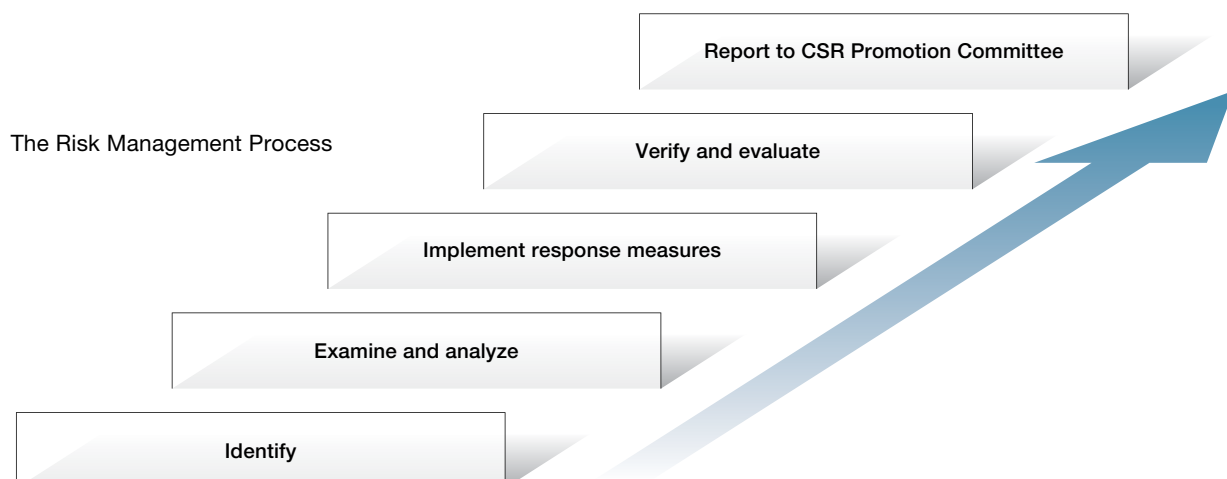 Report to CSR Promotion Committee
The Risk Management Process
Verify and evaluate
Implement response measures
Examine and analyze
Identify